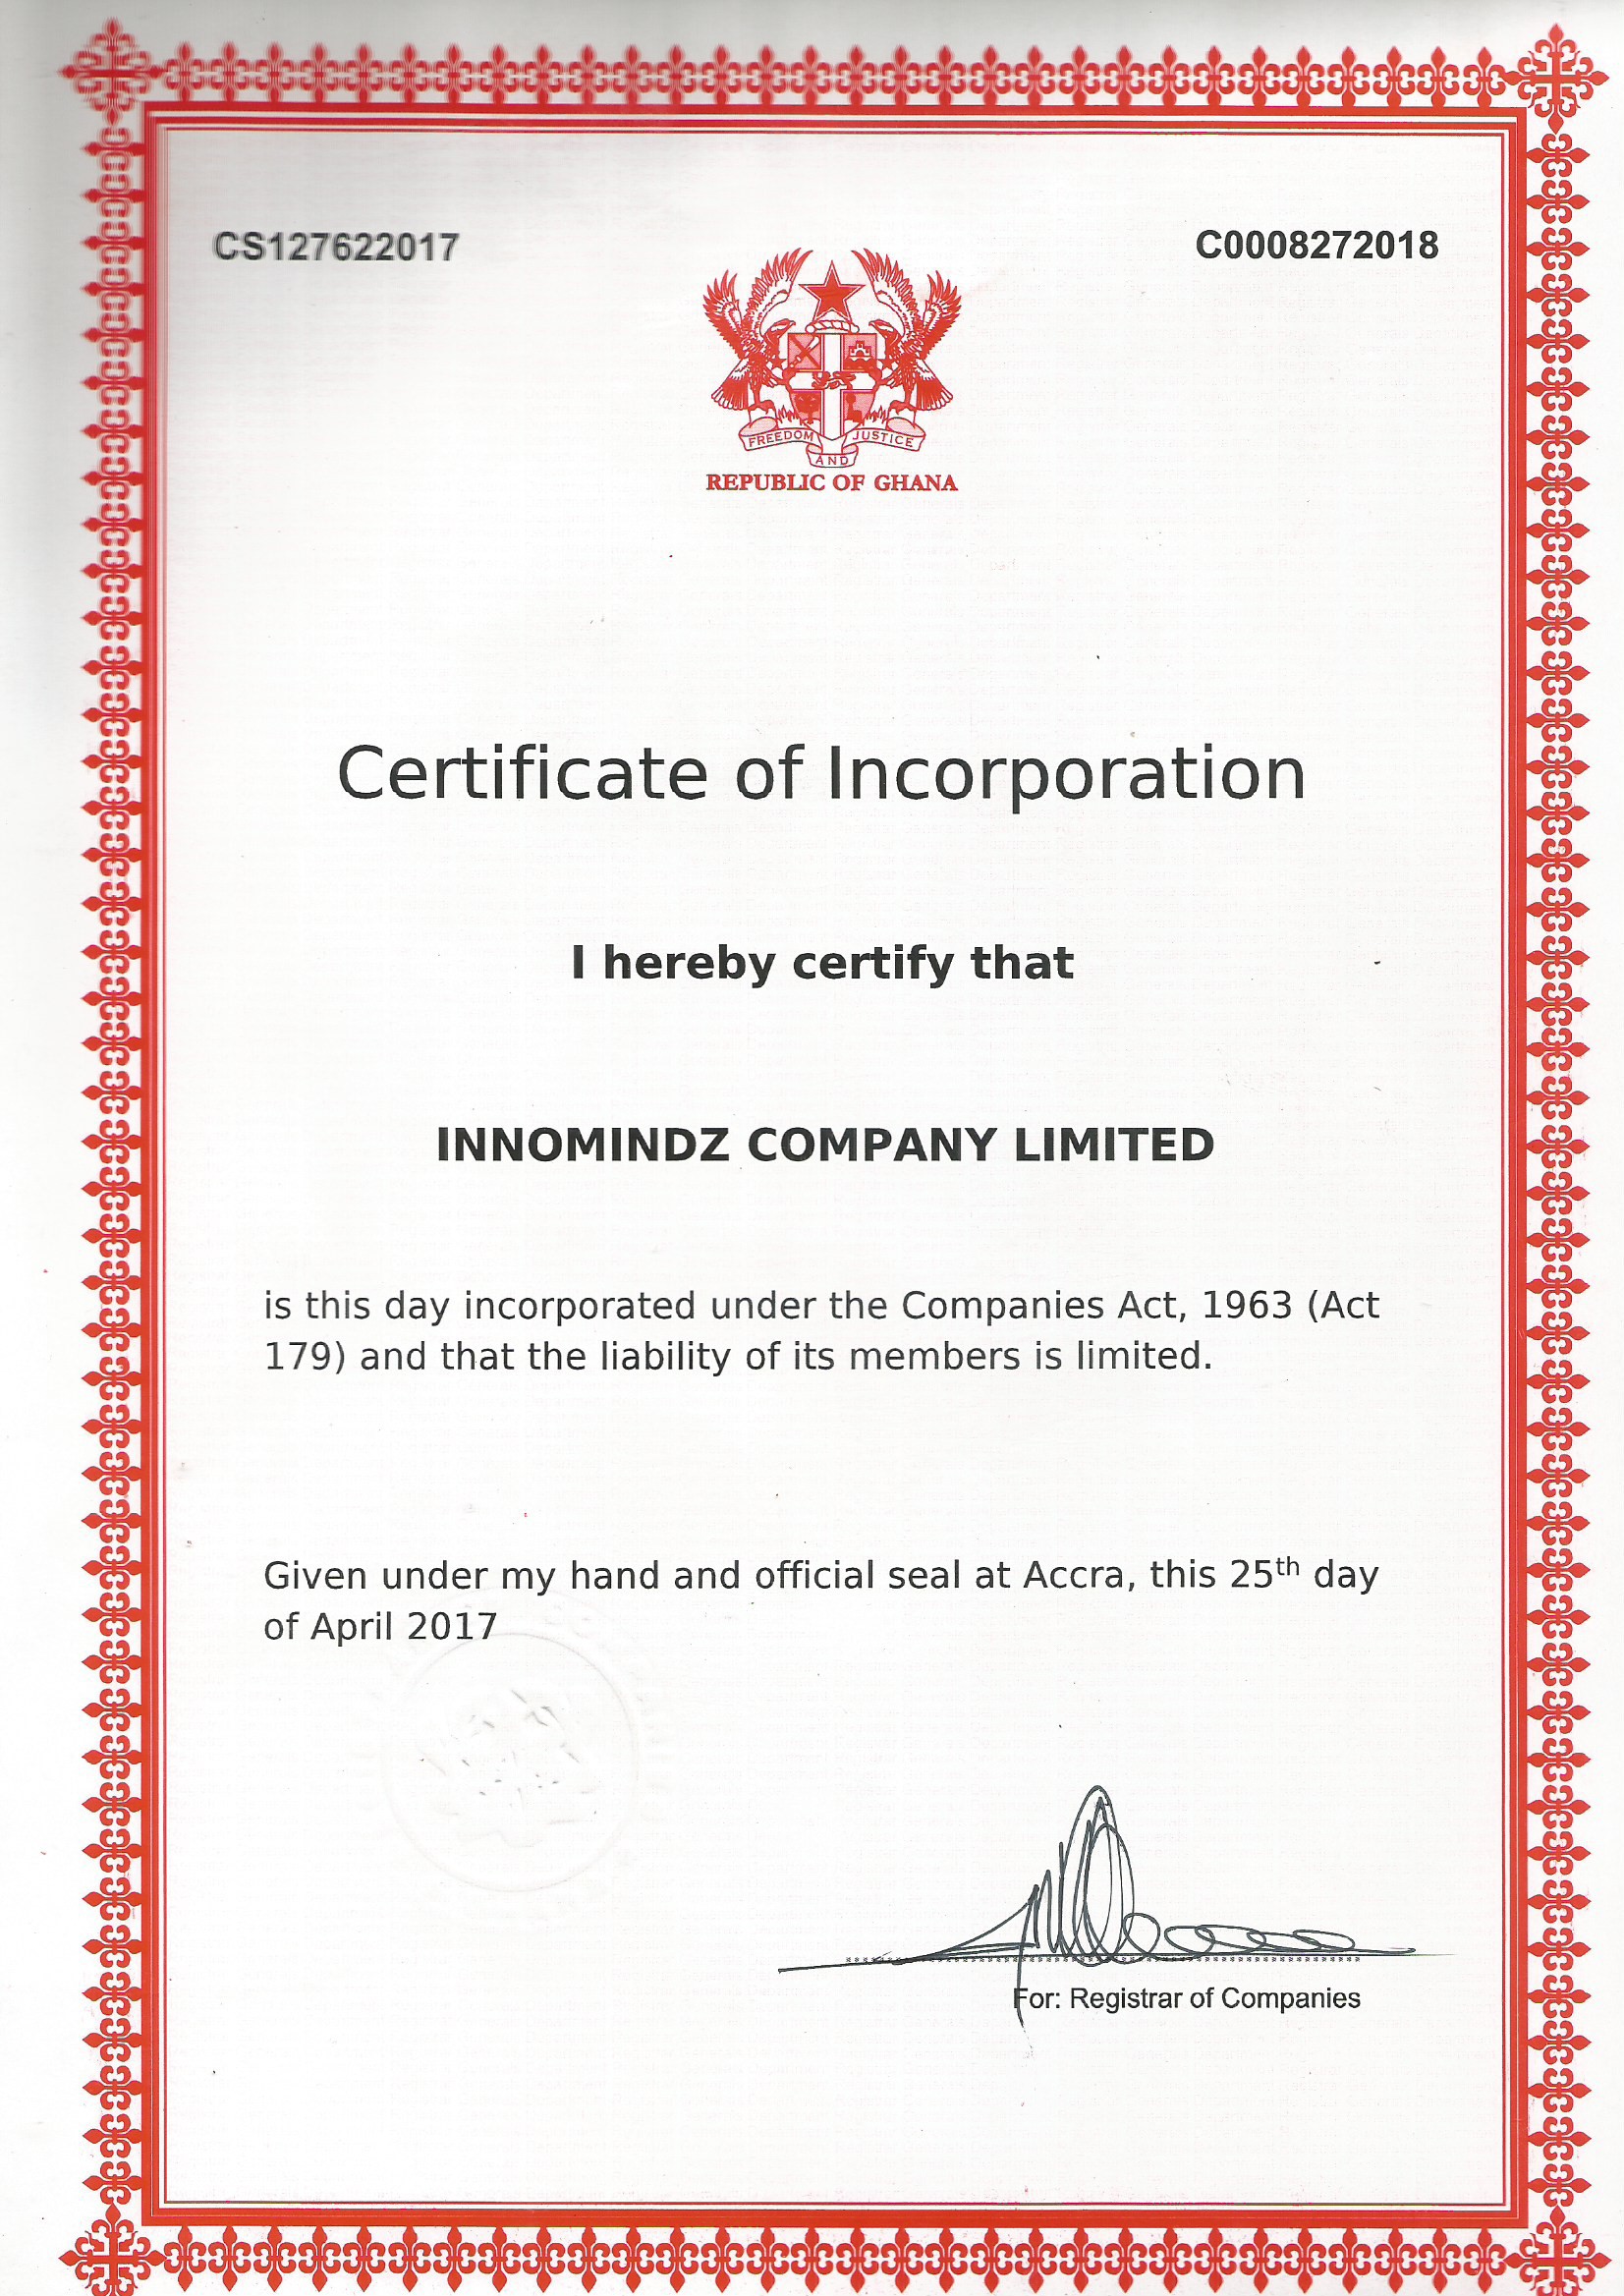 CS127622017
C0008272018
FREEDOM AND JUSTICE
REPUBLIC OF GHANA
Certificate of Incorporation
I hereby certify that
INNOMINDZ COMPANY LIMITED
is this day incorporated under the Companies Act, 1963 (Act
179) and that the liability of its members is limited.
Given under my hand and official seal at Accra, this 25th day
of April 2017
For: Registrar of Companies